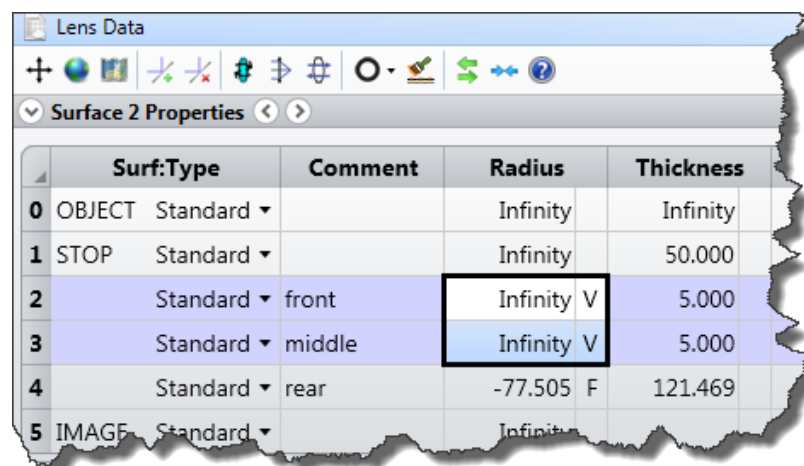 Lens Data
Surface 2 Properties
Surf:Type Comment Radius Thickness
0 OBJECT Standard Infinity Infinity
1 STOP Standard Infinity 50.000
2 Standard front Infinity V 5.000
3 Standard middle Infinity V 5.000
4 Standard rear -77.505 F 121.469
5 IMAGE Standard Infinity